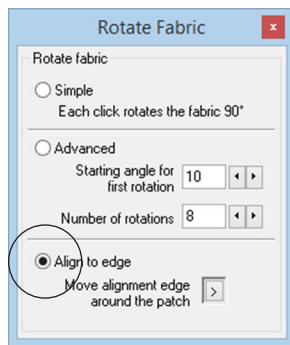 Rotate Fabric
x
Rotate fabric
Simple
Each click rotates the fabric 90°
Advanced
Starting angle for
first rotation 10
Number of rotations 8
Align to edge
Move alignment edge
around the patch >